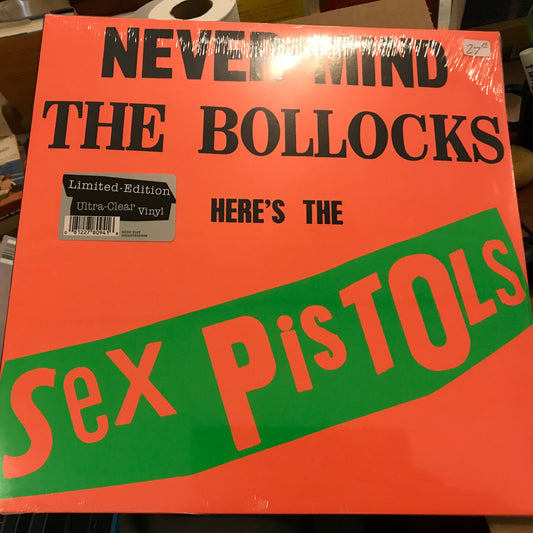 NEVER MIND
27
THE BOLLOCKS
Limited-Edition
Ultra-Clear Vinyl
HERE'S THE
SEX PISTOLS